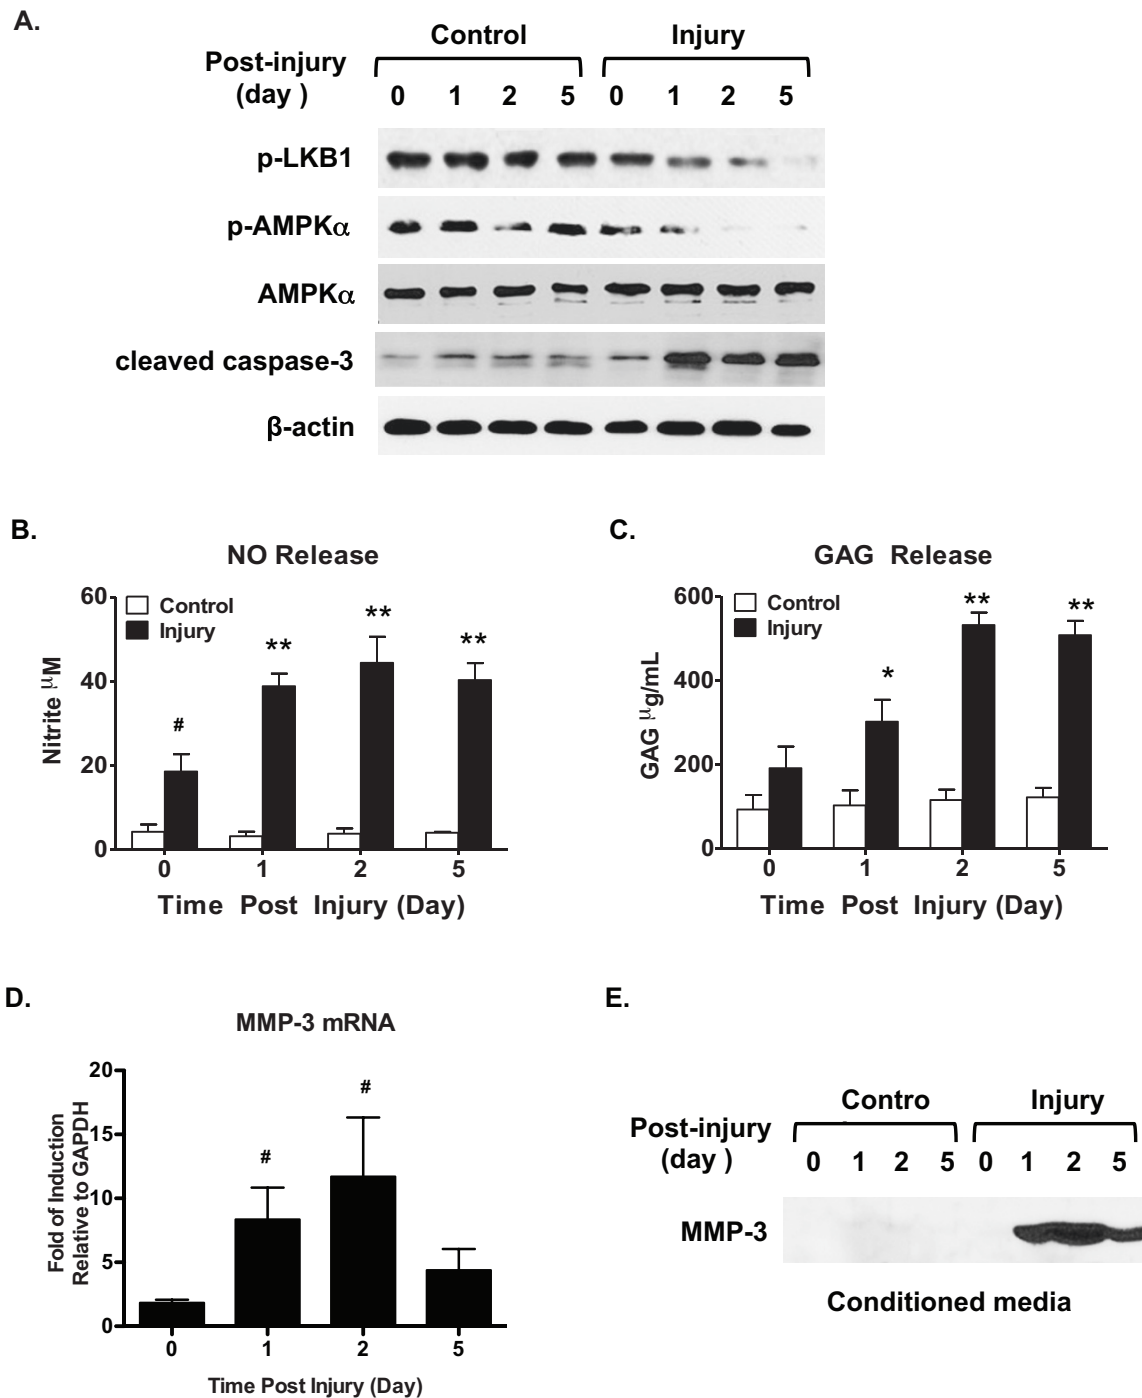 A.
Control Injury
Post-injury
(day ) 0 1 2 5 0 1 2 5
p-LKB1
p-AMPKα
AMPKα
cleaved caspase-3
β-actin
B.
NO Release
60
40
20
0
Nitrite µM
Control
Injury
#
**
**
**
0 1 2 5
Time Post Injury (Day)
C.
GAG Release
600
400
200
0
GAG µg/mL
Control
Injury
*
**
**
0 1 2 5
Time Post Injury (Day)
D.
MMP-3 mRNA
20
15
10
5
0
Fold of Induction
Relative to GAPDH
#
#
0 1 2 5
Time Post Injury (Day)
E.
Contro Injury
Post-injury
(day ) 0 1 2 5 0 1 2 5
MMP-3
Conditioned media